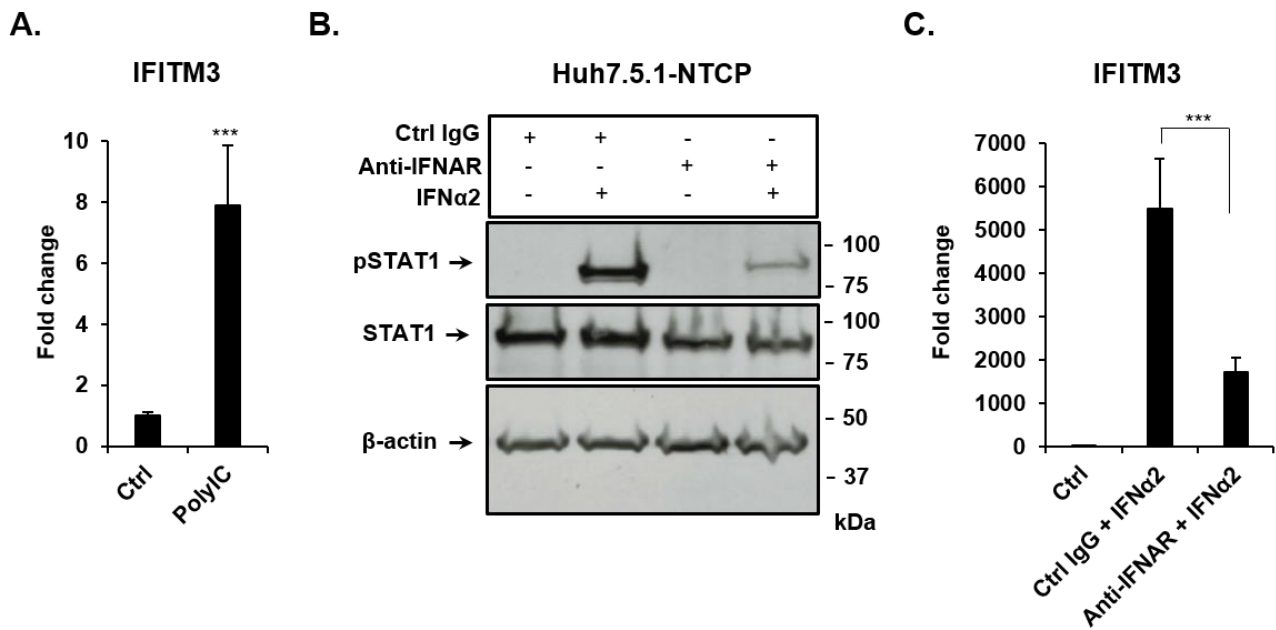 A.
IFITM3
Fold change
10
8
6
4
2
0
***
Ctrl
PolyIC
B.
Huh7.5.1-NTCP
Ctrl IgG + + - -
Anti-IFNAR - - + +
IFNα2 - + - +
pSTAT1 →
- 100
- 75
STAT1 →
- 100
- 75
β-actin →
- 50
- 37
kDa
C.
IFITM3
Fold change
7000
6000
5000
4000
3000
2000
1000
0
***
Ctrl
Ctrl IgG + IFNα2
Anti-IFNAR + IFNα2